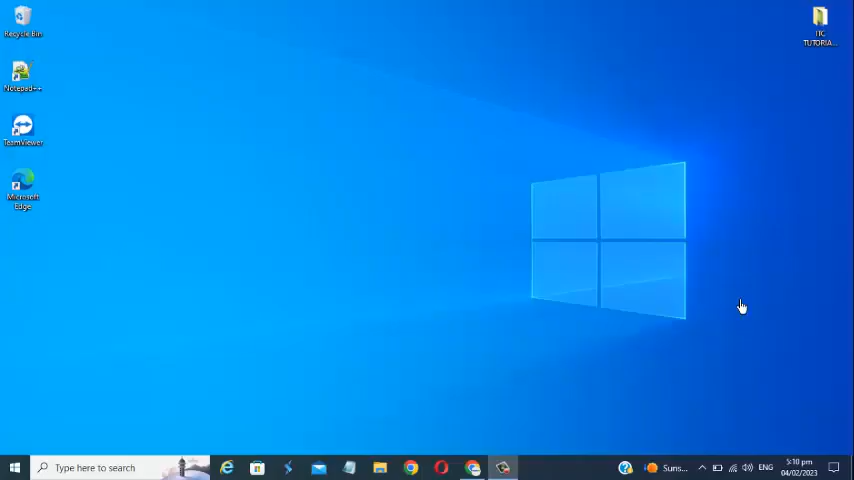 Recycle Bin
ITC
TUTORIA...
Notepad++
TeamViewer
Microsoft
Edge
Type here to search
Suns...
ENG
5:10 pm
04/02/2023